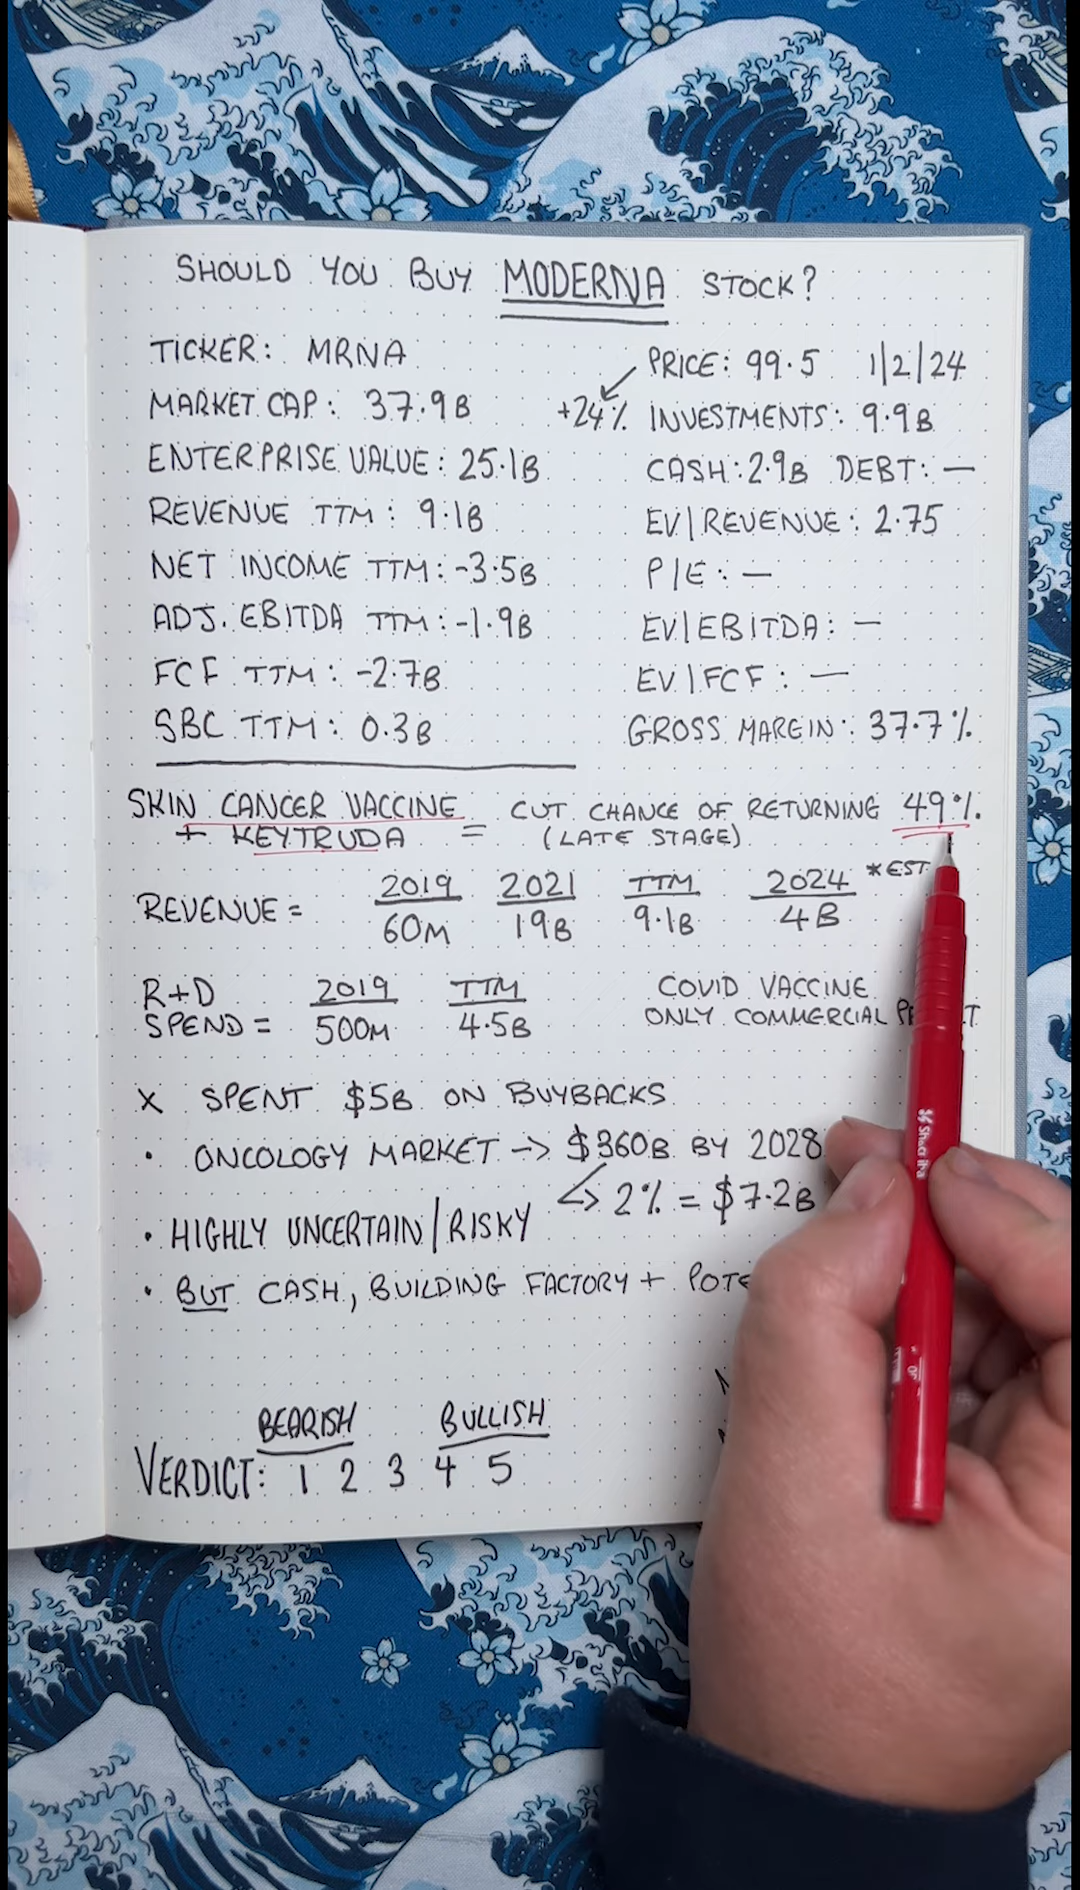 SHOULD YOU BUY MODERNA STOCK?
TICKER: MRNA
PRICE: 99.5 1/2/24
MARKET CAP: 37.9B
+24% INVESTMENTS: 9.9B
ENTERPRISE VALUE: 25.1B
CASH: 2.9B DEBT: —
REVENUE TTM: 9.1B
EV/REVENUE: 2.75
NET INCOME TTM: -3.5B
P/E: —
ADJ. EBITDA TTM: -1.9B
EV/EBITDA: —
FCF TTM: -2.7B
EV/FCF: —
SBC TTM: 0.3B
GROSS MARGIN: 37.7%
SKIN CANCER VACCINE = CUT CHANCE OF RETURNING 49%
+ KEYTRUDA (LATE STAGE)
2019 2021 TTM 2024 *EST
REVENUE = 60M 19B 9.1B 4B
R+D 2019 TTM COVID VACCINE
SPEND = 500M 4.5B ONLY COMMERCIAL
X SPENT $5B ON BUYBACKS
• ONCOLOGY MARKET -> $360B BY 2028
-> 2% = $7.2B
• HIGHLY UNCERTAIN/RISKY
• BUT CASH, BUILDING FACTORY +
BEARISH BULLISH
VERDICT: 1 2 3 4 5